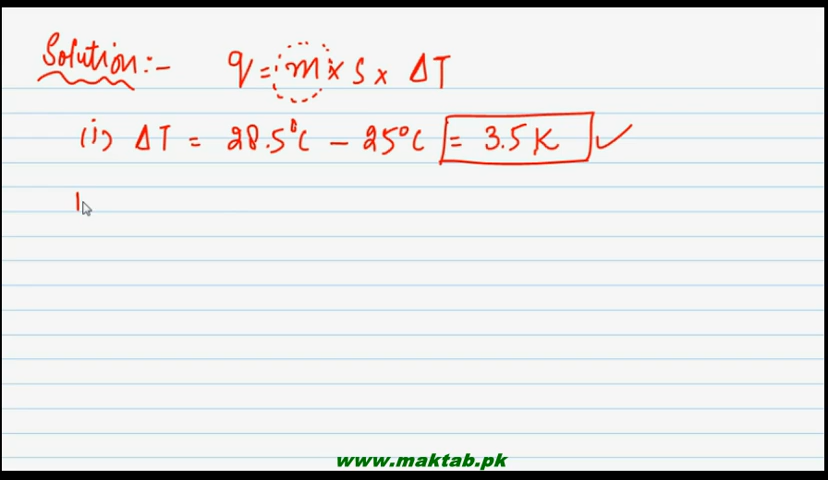 Solution:- q = m x s x ΔT
(i) ΔT = 28.5°C - 25°C = 3.5 K ✓
www.maktab.pk